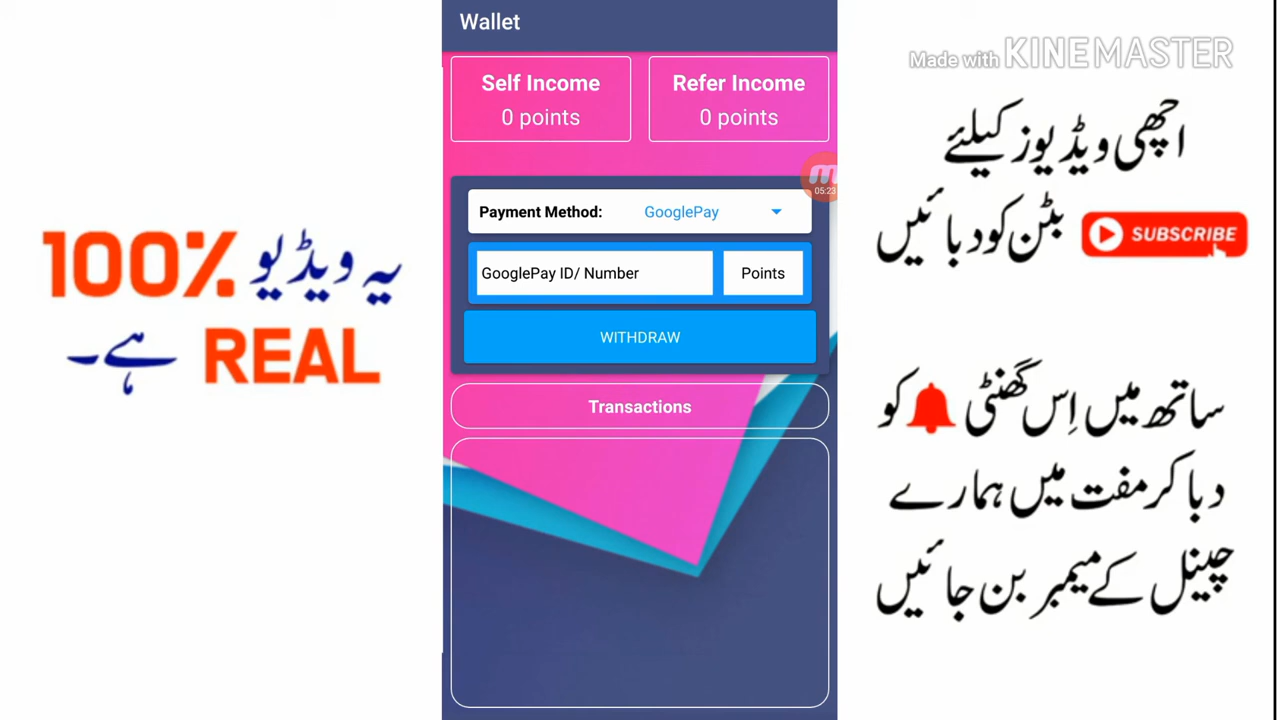 یہ ویڈیو 100%
REAL ہے۔
Wallet
Self Income
0 points
Refer Income
0 points
05:23
Payment Method: GooglePay
GooglePay ID/ Number
Points
WITHDRAW
Transactions
Made with KINEMASTER
اچھی ویڈیوز کیلئے
SUBSCRIBE بٹن کو دبائیں
ساتھ میں اِس گھنٹی کو
دبا کر مفت میں ہمارے
چینل کے میمبر بن جائیں